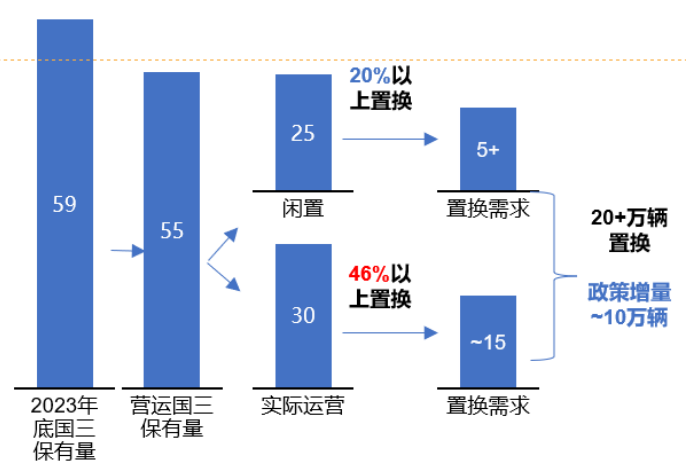 20%以
上置换
25
5+
59
闲置
置换需求
20+万辆
置换
55
46%以
上置换
政策增量
~10万辆
30
~15
2023年
底国三
保有量
营运国三
保有量
实际运营
置换需求